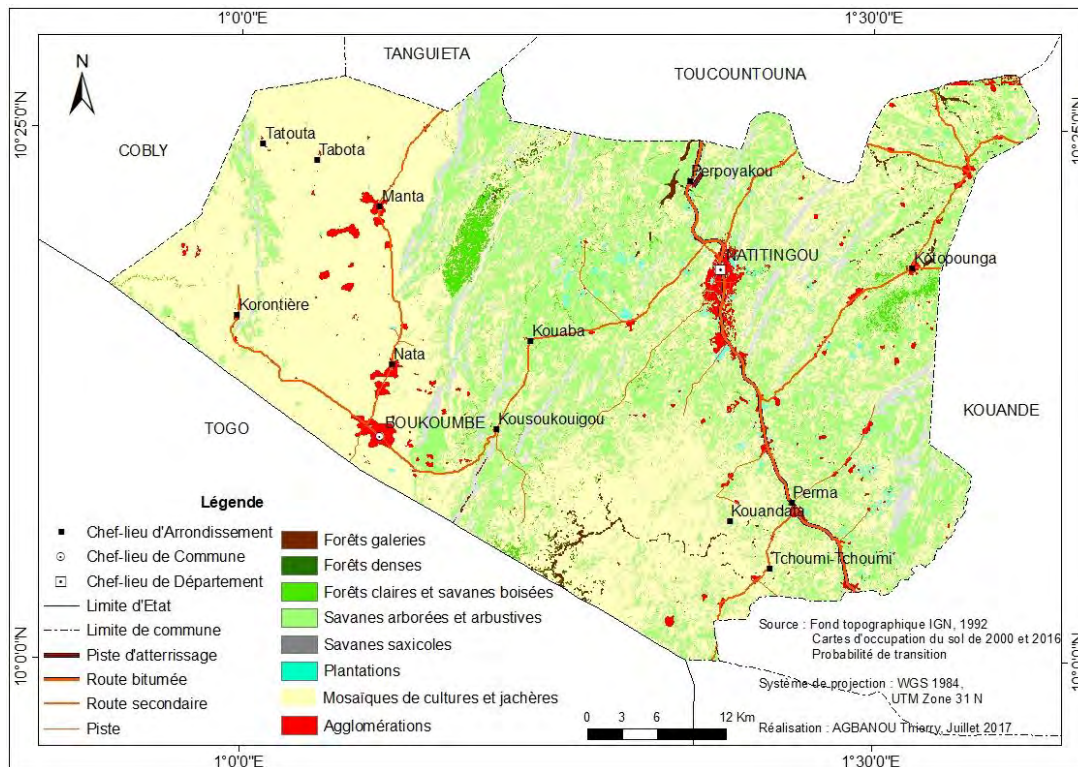 1°0'0"E
1°30'0"E
TANGUIETA
TOUCOUNTOUNA
N
10°25'0"N
10°25'0"N
COBLY
Tatouta
Tabota
Perpoyakou
Manta
NATITINGOU
Kotopounga
Korontière
Kouaba
Nata
KOUANDE
TOGO
BOUKOUMBE
Kousoukouigou
Perma
Kouandata
Tchoumi-Tchoumi
Légende
Chef-lieu d'Arrondissement
Chef-lieu de Commune
Chef-lieu de Département
Limite d'Etat
Limite de commune
Piste d'atterrissage
Route bitumée
Route secondaire
Piste
Forêts galeries
Forêts denses
Forêts claires et savanes boisées
Savanes arborées et arbustives
Savanes saxicoles
Plantations
Mosaïques de cultures et jachères
Agglomérations
Source : Fond topographique IGN, 1992
Cartes d'occupation du sol de 2000 et 2016
Probabilité de transition
Système de projection : WGS 1984,
UTM Zone 31 N
Réalisation : AGBANOU Thierry, Juillet 2017
0 3 6 12 Km
10°0'0"N
10°0'0"N
1°0'0"E
1°30'0"E